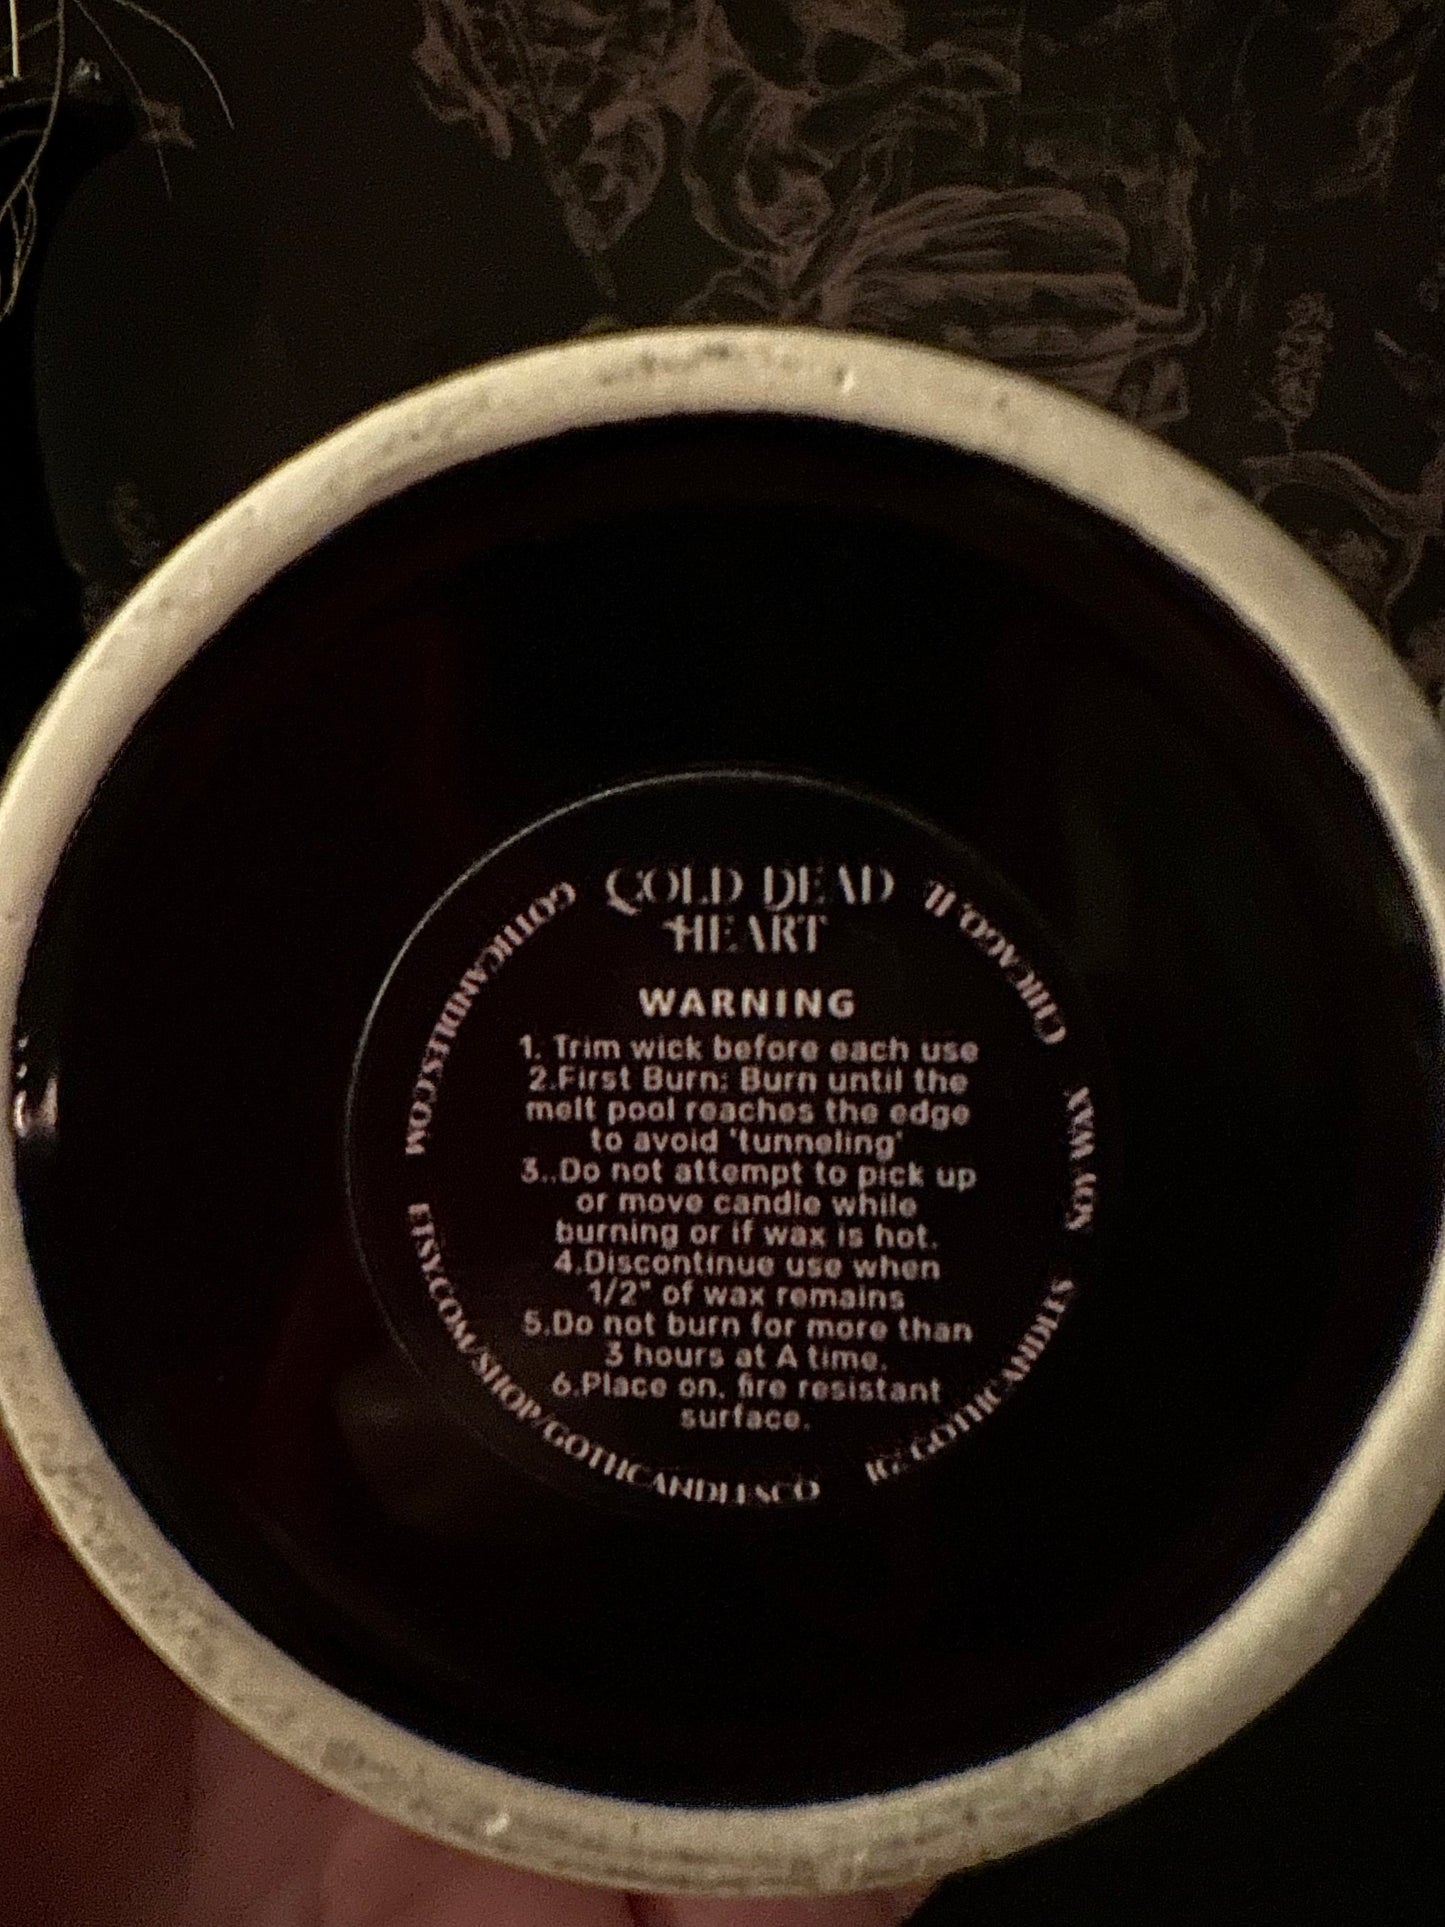 COLD DEAD
HEART
WARNING
1. Trim wick before each use
2.First Burn: Burn until the
melt pool reaches the edge
to avoid 'tunneling'
3..Do not attempt to pick up
or move candle while
burning or if wax is hot.
4.Discontinue use when
1/2" of wax remains
5.Do not burn for more than
3 hours at A time.
6.Place on, fire resistant
surface.
CHICAGO, IL
SOY WAX
IG: GOTHCANDLES
ETSY.COM/SHOP/GOTHCANDLESCO
GOTHCANDLES.COM